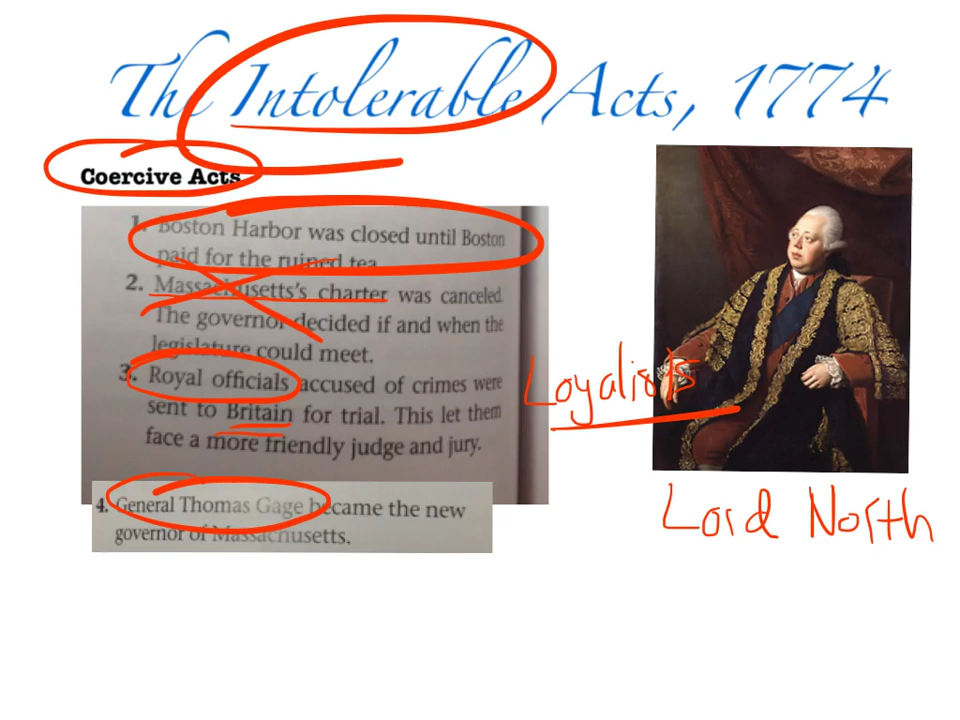 The Intolerable Acts, 1774
Coercive Acts
1. Boston Harbor was closed until Boston
paid for the ruined tea.
2. Massachusetts's charter was canceled.
The governor decided if and when the
legislature could meet.
3. Royal officials accused of crimes were
sent to Britain for trial. This let them
face a more friendly judge and jury.
4. General Thomas Gage became the new
governor of Massachusetts.
Loyalists
Lord North